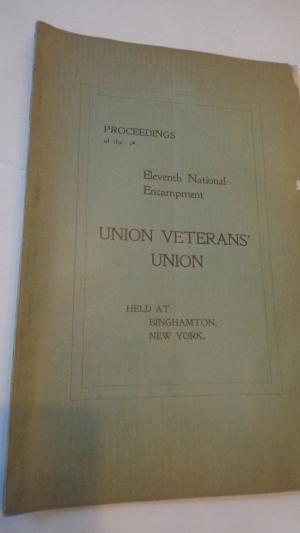 PROCEEDINGS
of the
Eleventh National
Encampment
UNION VETERANS'
UNION
HELD AT
BINGHAMTON,
NEW YORK.